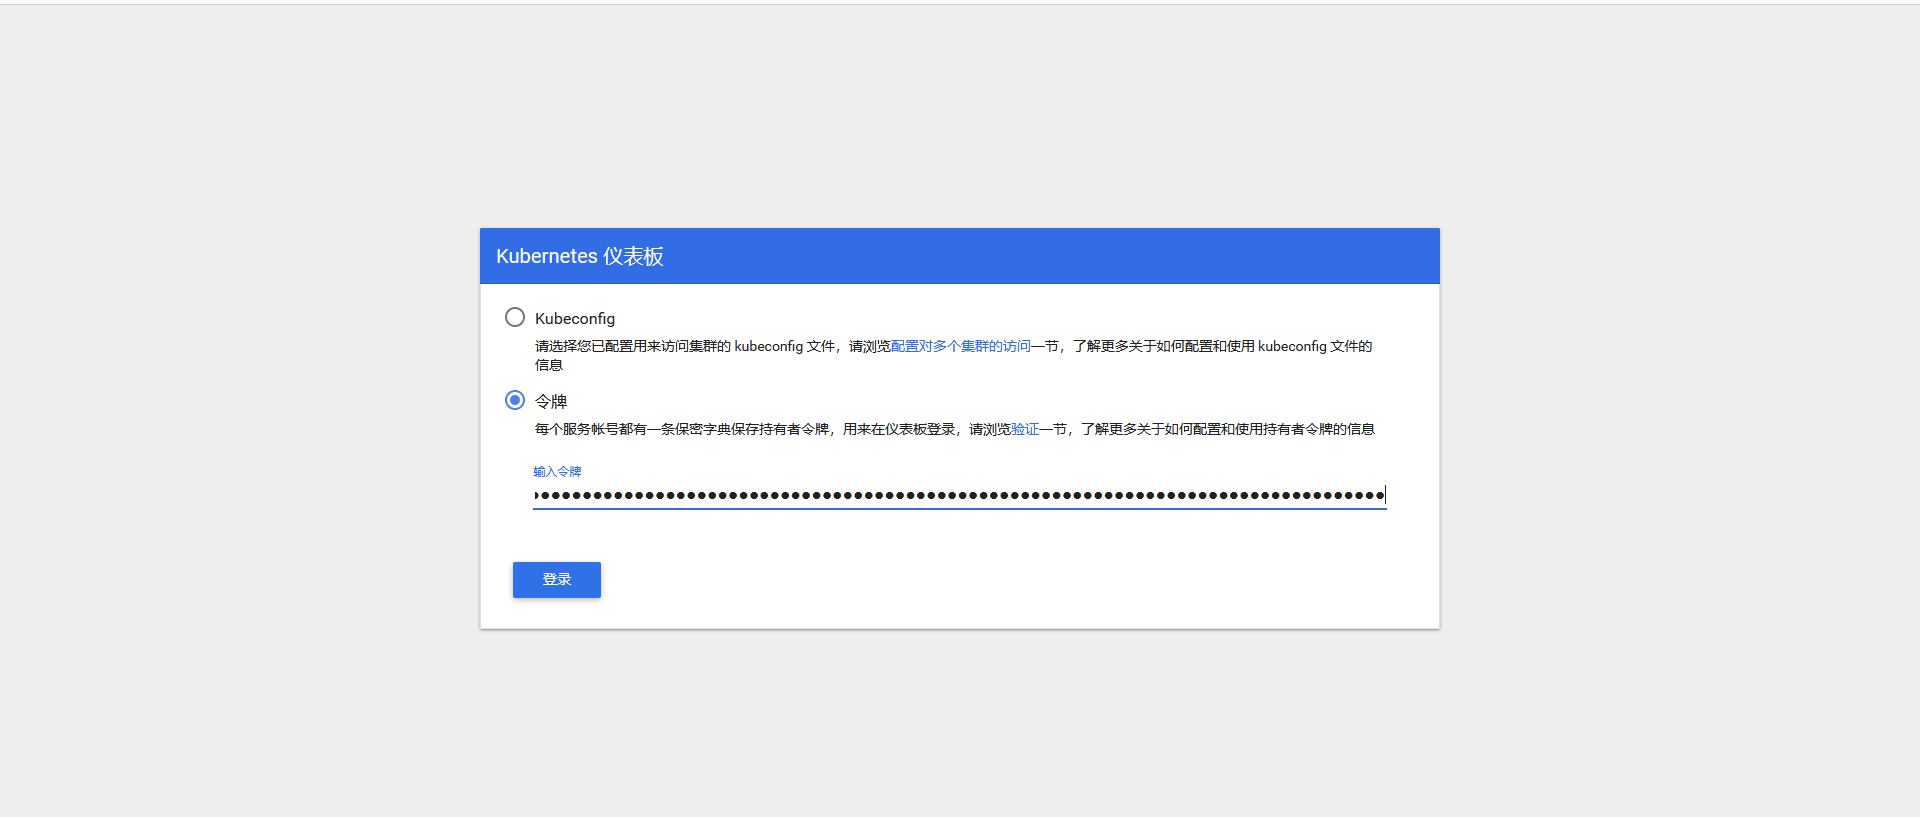 Kubernetes 仪表板
Kubeconfig
请选择您已配置用来访问集群的 kubeconfig 文件，请浏览配置对多个集群的访问一节，了解更多关于如何配置和使用 kubeconfig 文件的
信息
令牌
每个服务帐号都有一条保密字典保存持有者令牌，用来在仪表板登录，请浏览验证一节，了解更多关于如何配置和使用持有者令牌的信息
输入令牌
登录